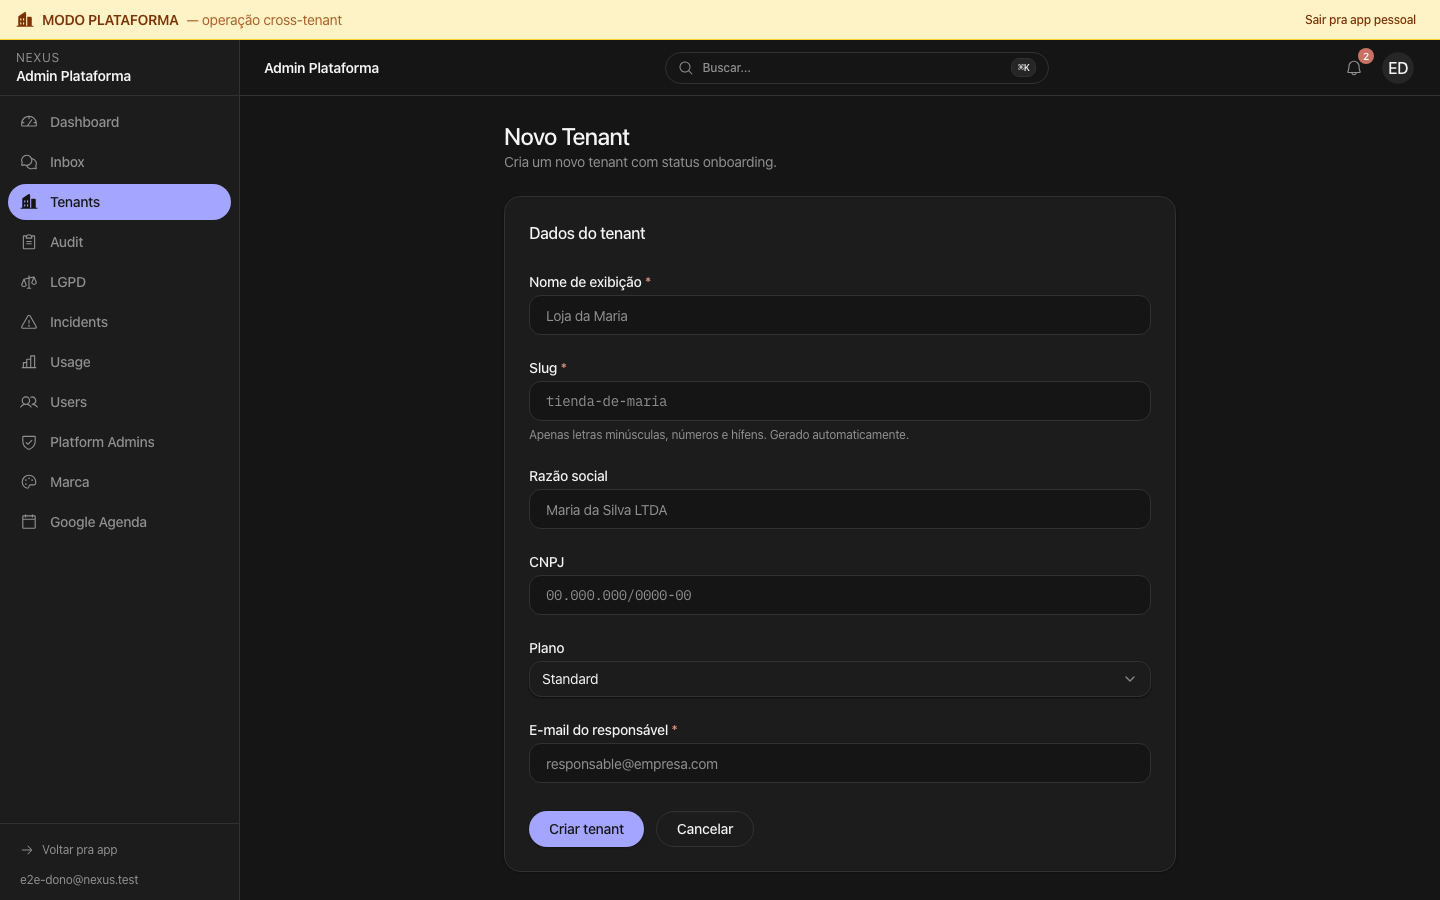 MODO PLATAFORMA — operação cross-tenant
Sair pra app pessoal
NEXUS
Admin Plataforma
Admin Plataforma
Buscar...
⌘K
2
ED
Dashboard
Inbox
Tenants
Audit
LGPD
Incidents
Usage
Users
Platform Admins
Marca
Google Agenda
Voltar pra app
e2e-dono@nexus.test
Novo Tenant
Cria um novo tenant com status onboarding.
Dados do tenant
Nome de exibição *
Loja da Maria
Slug *
tienda-de-maria
Apenas letras minúsculas, números e hífens. Gerado automaticamente.
Razão social
Maria da Silva LTDA
CNPJ
00.000.000/0000-00
Plano
Standard
E-mail do responsável *
responsable@empresa.com
Criar tenant
Cancelar